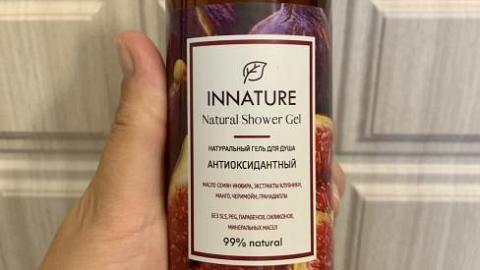 INNATURE
Natural Shower Gel
НАТУРАЛЬНЫЙ ГЕЛЬ ДЛЯ ДУША
АНТИОКСИДАНТНЫЙ
МАСЛО СЕМЯН ИНЖИРА, ЭКСТРАКТЫ КЛУБНИКИ,
МАНГО, ЧЕРИМОЙИ, ГРАНАДИЛЛЫ
БЕЗ SLS, PEG, ПАРАБЕНОВ, СИЛИКОНОВ,
МИНЕРАЛЬНЫХ МАСЕЛ
99% natural